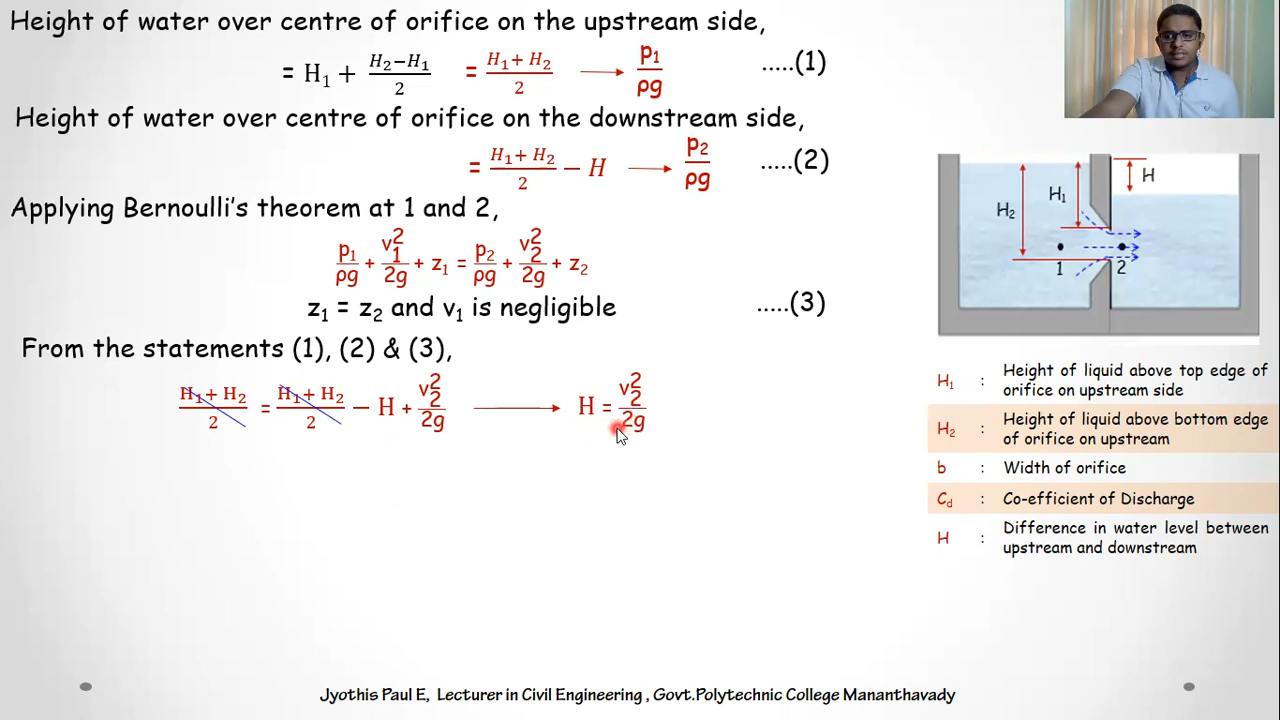 Height of water over centre of orifice on the upstream side,
= H₁ + (H₂−H₁)/2 = (H₁+ H₂)/2 ⟶ p₁/ρg .....(1)
Height of water over centre of orifice on the downstream side,
= (H₁+ H₂)/2 − H ⟶ p₂/ρg .....(2)
Applying Bernoulli's theorem at 1 and 2,
p₁/ρg + v₁²/2g + z₁ = p₂/ρg + v₂²/2g + z₂
z₁ = z₂ and v₁ is negligible .....(3)
From the statements (1), (2) & (3),
(H₁+ H₂)/2 = (H₁+ H₂)/2 − H + v₂²/2g ⟶ H = v₂²/2g
H
H₁
H₂
1 2
H₁ : Height of liquid above top edge of
orifice on upstream side
H₂ : Height of liquid above bottom edge
of orifice on upstream
b : Width of orifice
C_d : Co-efficient of Discharge
H : Difference in water level between
upstream and downstream
Jyothis Paul E, Lecturer in Civil Engineering , Govt.Polytechnic College Mananthavady